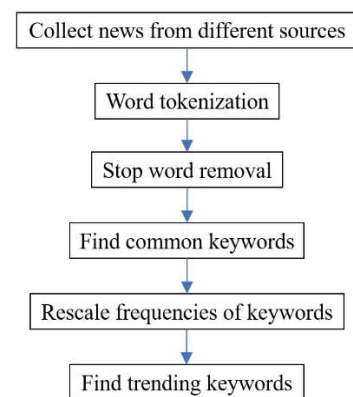 Collect news from different sources
Word tokenization
Stop word removal
Find common keywords
Rescale frequencies of keywords
Find trending keywords